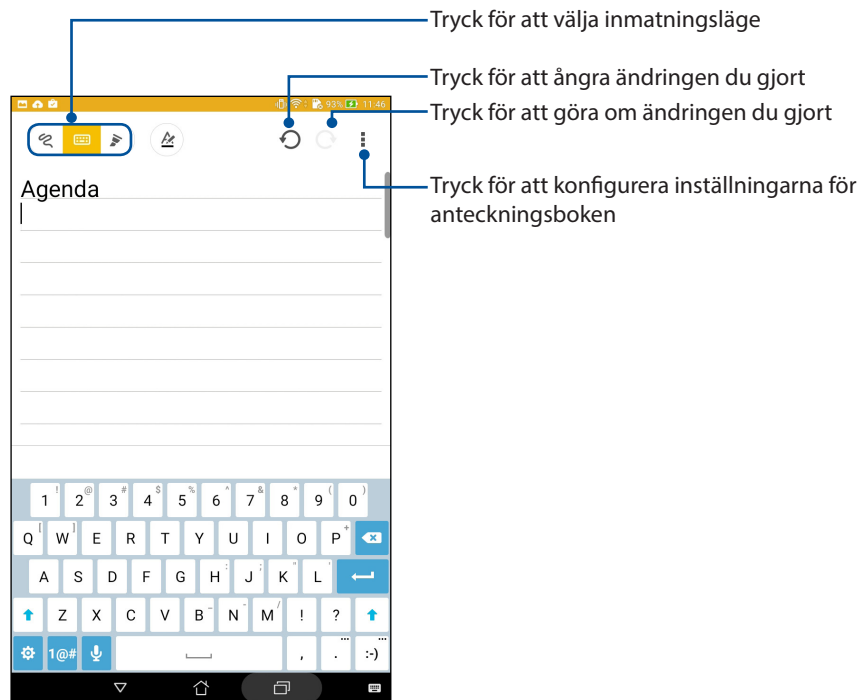 Tryck för att välja inmatningsläge
Tryck för att ångra ändringen du gjort
Tryck för att göra om ändringen du gjort
93% 11:46
Tryck för att konfigurera inställningarna för
anteckningsboken
Agenda
1 ! 2 @ 3 # 4 $ 5 % 6 ^ 7 & 8 * 9 ( 0 )
Q [ W ] E R T Y U I O P +
A S D F G H : J ; K " L '
Z X C V B - N ~ M / ! ?
1@# , . ... :-) ...